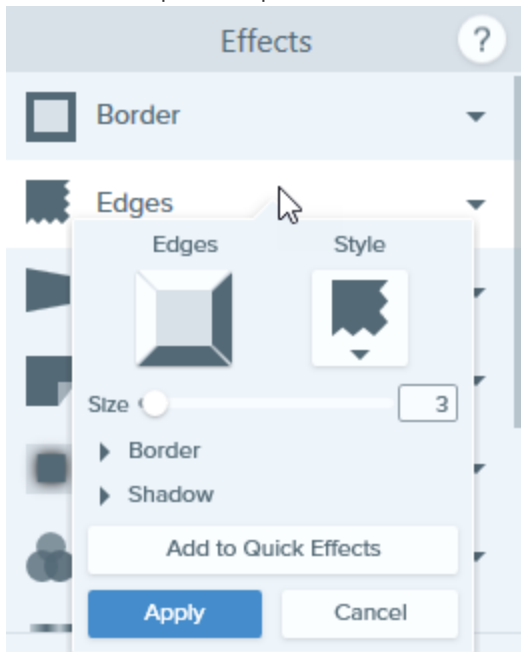 Effects ?
Border
Edges
Edges Style
Size 3
Border
Shadow
Add to Quick Effects
Apply Cancel